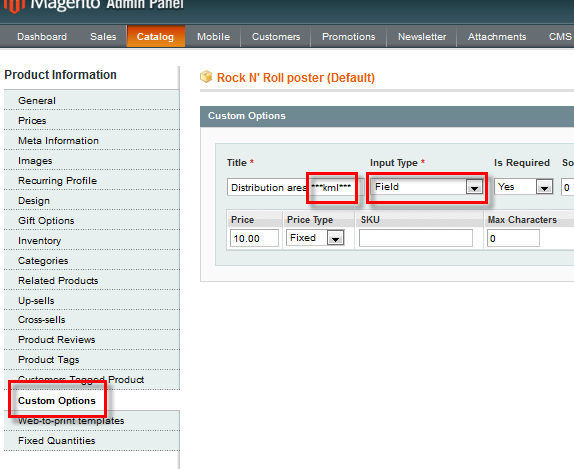 Magento Admin Panel
Dashboard Sales Catalog Mobile Customers Promotions Newsletter Attachments CMS
Product Information
General
Prices
Meta Information
Images
Recurring Profile
Design
Gift Options
Inventory
Categories
Related Products
Up-sells
Cross-sells
Product Reviews
Product Tags
Customers Tagged Product
Custom Options
Web-to-print templates
Fixed Quantities
Rock N' Roll poster (Default)
Custom Options
Title * Input Type * Is Required So
Distribution area ***kml*** Field Yes 0
Price Price Type SKU Max Characters
10.00 Fixed 0